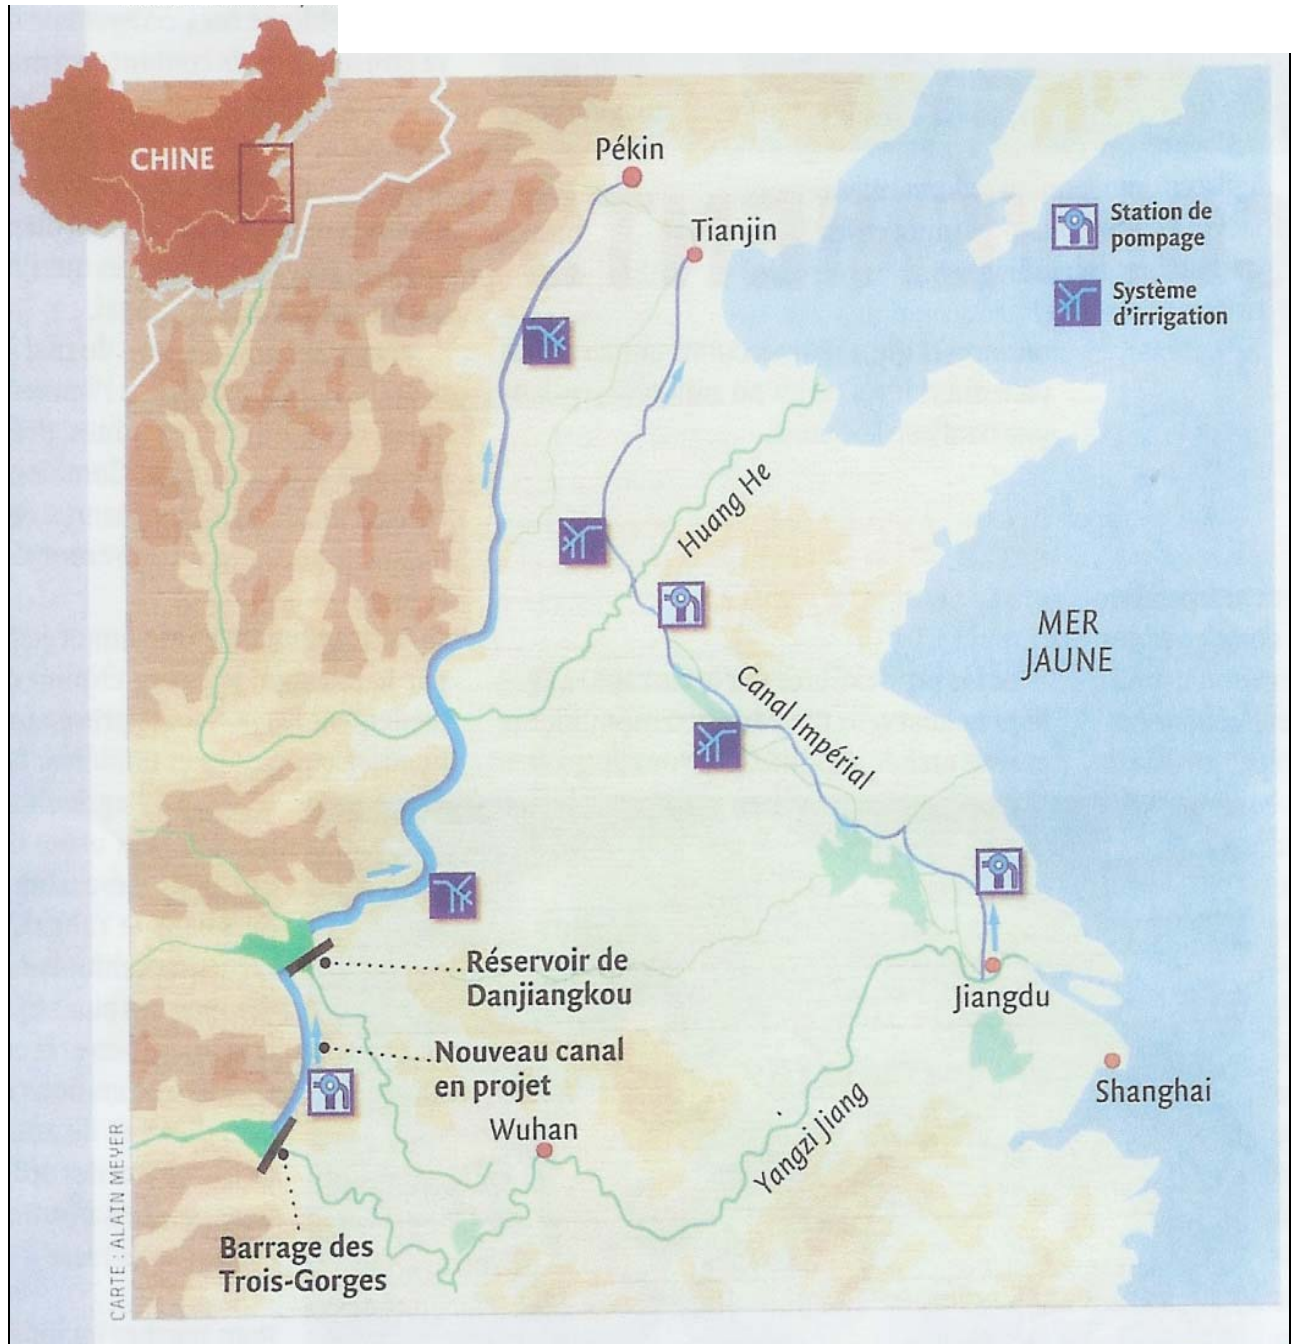 CHINE
Pékin
Tianjin
Station de
pompage
Système
d'irrigation
Huang He
MER
JAUNE
Canal Impérial
Réservoir de
Danjiangkou
Jiangdu
Nouveau canal
en projet
Shanghai
Wuhan
Yangzi Jiang
Barrage des
Trois-Gorges
CARTE : ALAIN MEYER